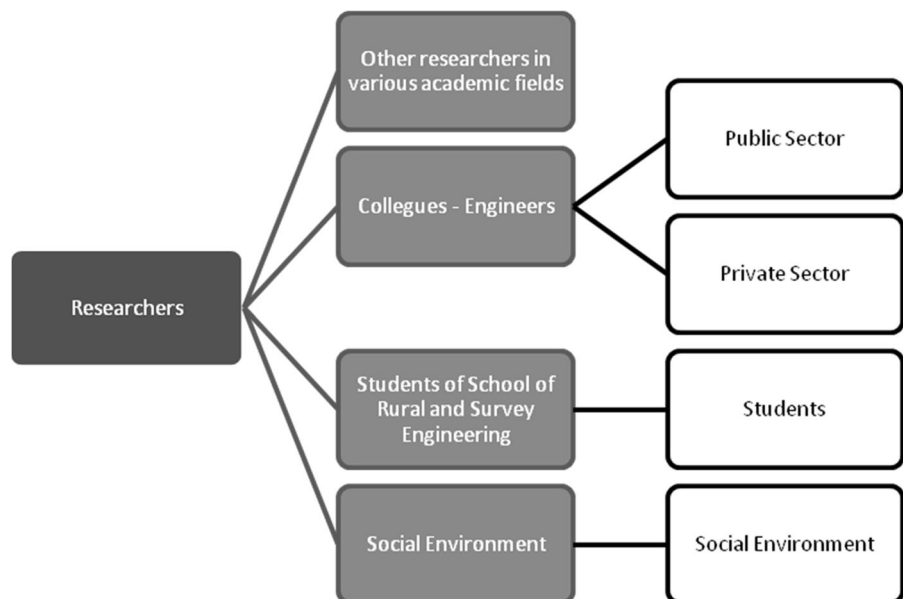 Other researchers in
various academic fields
Public Sector
Collegues - Engineers
Private Sector
Researchers
Students of School of
Rural and Survey
Engineering
Students
Social Environment
Social Environment